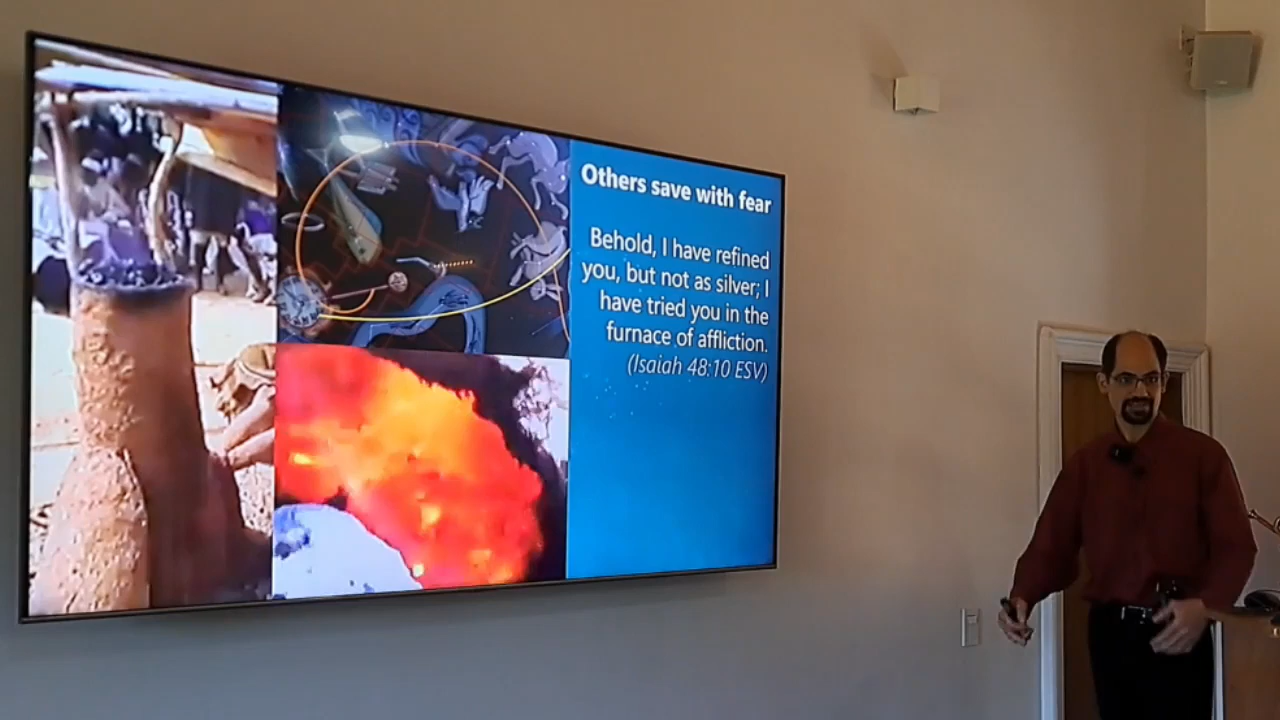 Others save with fear
Behold, I have refined
you, but not as silver; I
have tried you in the
furnace of affliction.
(Isaiah 48:10 ESV)